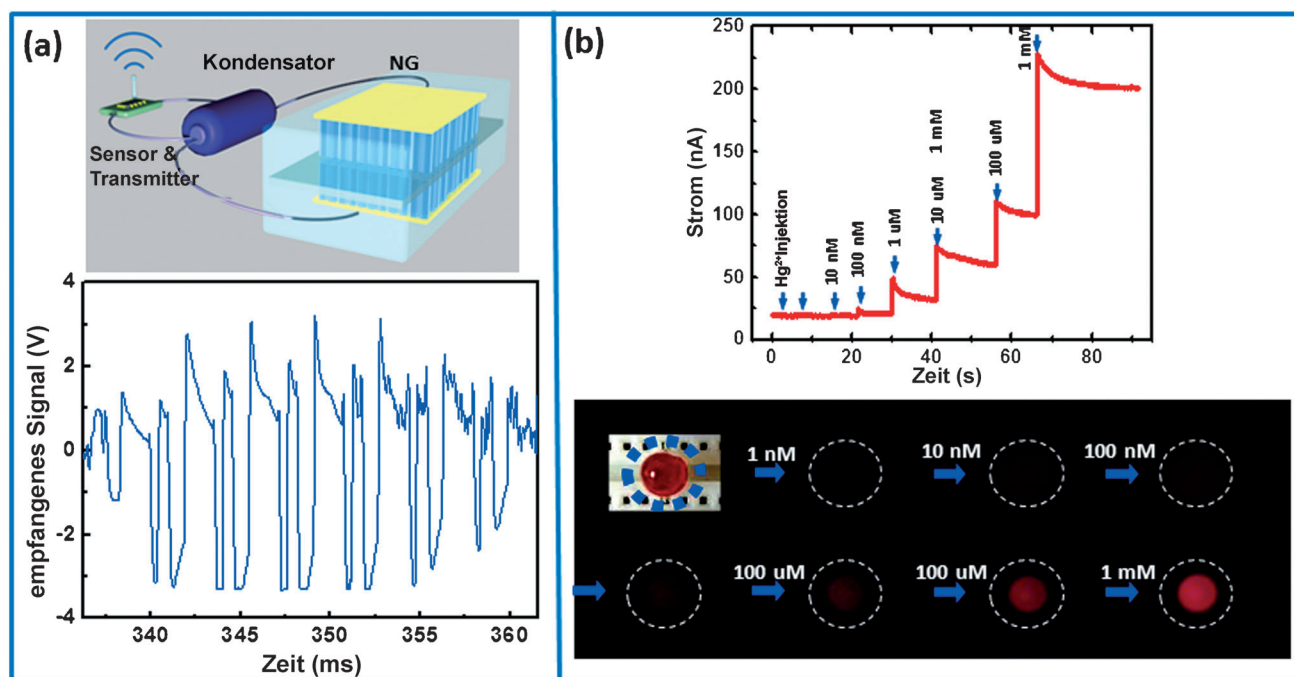 (a)
Kondensator
NG
Sensor &
Transmitter
empfangenes Signal (V)
4
2
0
-2
-4
340
345
350
355
360
Zeit (ms)
(b)
Strom (nA)
250
200
150
100
50
0
Hg²⁺Injektion
10 nM
100 nM
1 uM
10 uM
1 mM
100 uM
1 mM
0
20
40
60
80
Zeit (s)
1 nM
10 nM
100 nM
100 uM
100 uM
1 mM